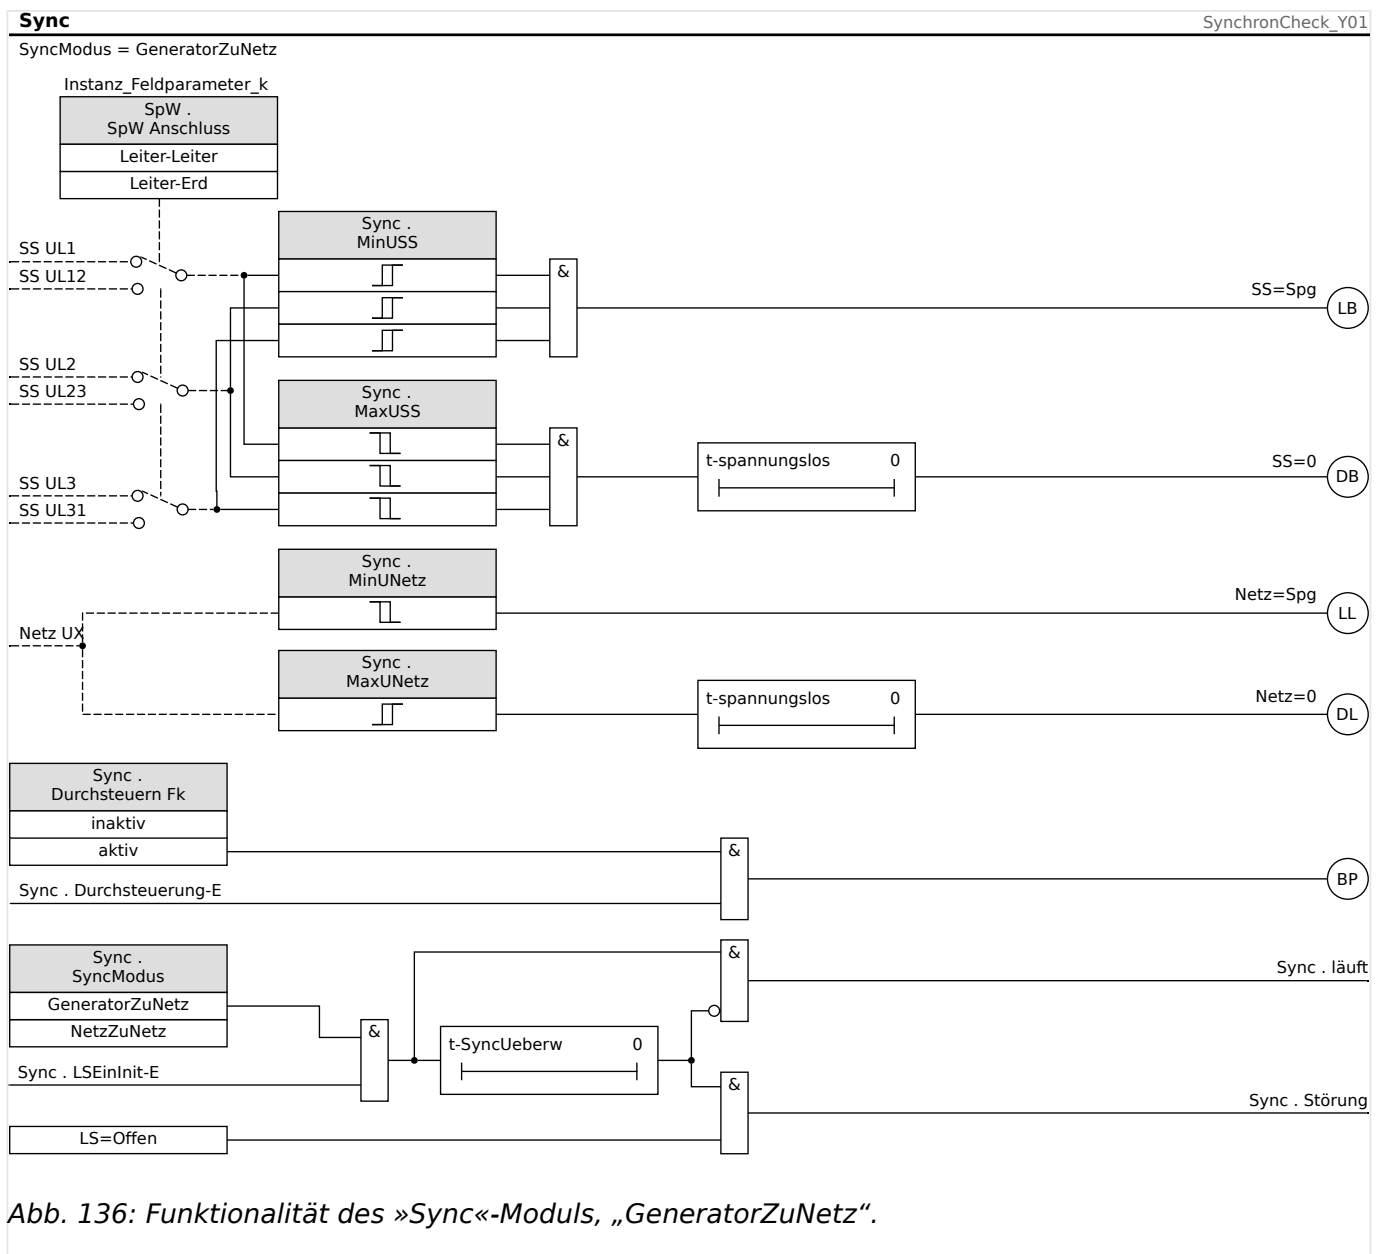 Sync
SynchronCheck_Y01
SyncModus = GeneratorZuNetz
Instanz_Feldparameter_k
SpW .
SpW Anschluss
Leiter-Leiter
Leiter-Erd
Sync .
MinUSS
SS UL1
SS UL12
&
SS=Spg
LB
SS UL2
SS UL23
Sync .
MaxUSS
&
t-spannungslos 0
SS=0
DB
SS UL3
SS UL31
Sync .
MinUNetz
Netz=Spg
LL
Netz UX
Sync .
MaxUNetz
t-spannungslos 0
Netz=0
DL
Sync .
Durchsteuern Fk
inaktiv
aktiv
&
Sync . Durchsteuerung-E
BP
Sync .
SyncModus
GeneratorZuNetz
NetzZuNetz
&
Sync . läuft
&
t-SyncUeberw 0
Sync . LSEinInit-E
&
Sync . Störung
LS=Offen
Abb. 136: Funktionalität des »Sync«-Moduls, „GeneratorZuNetz“.